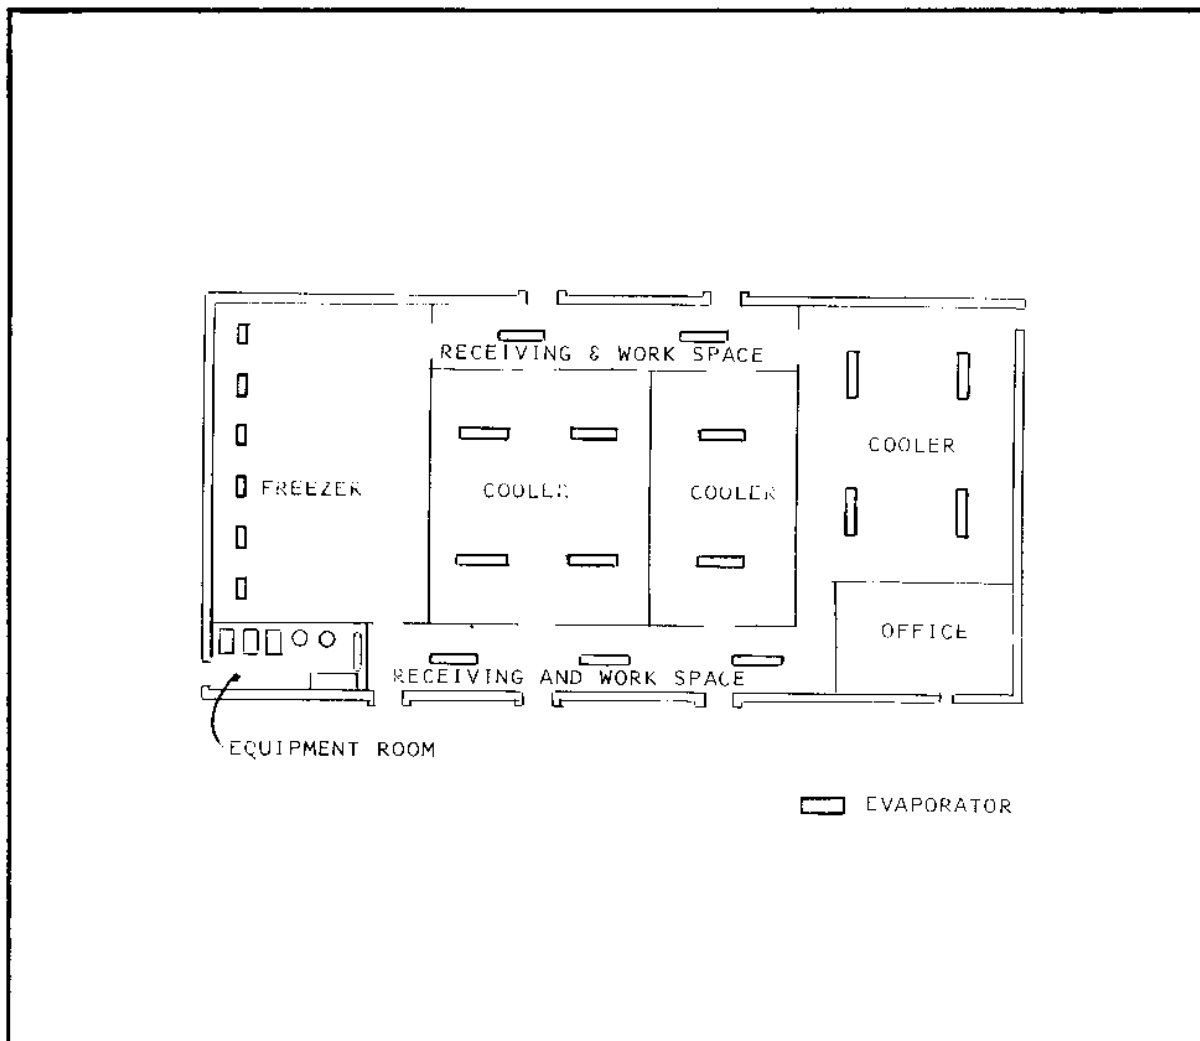 RECEIVING & WORK SPACE
COOLER
FREEZER
COOLER
COOLER
OFFICE
RECEIVING AND WORK SPACE
EQUIPMENT ROOM
EVAPORATOR